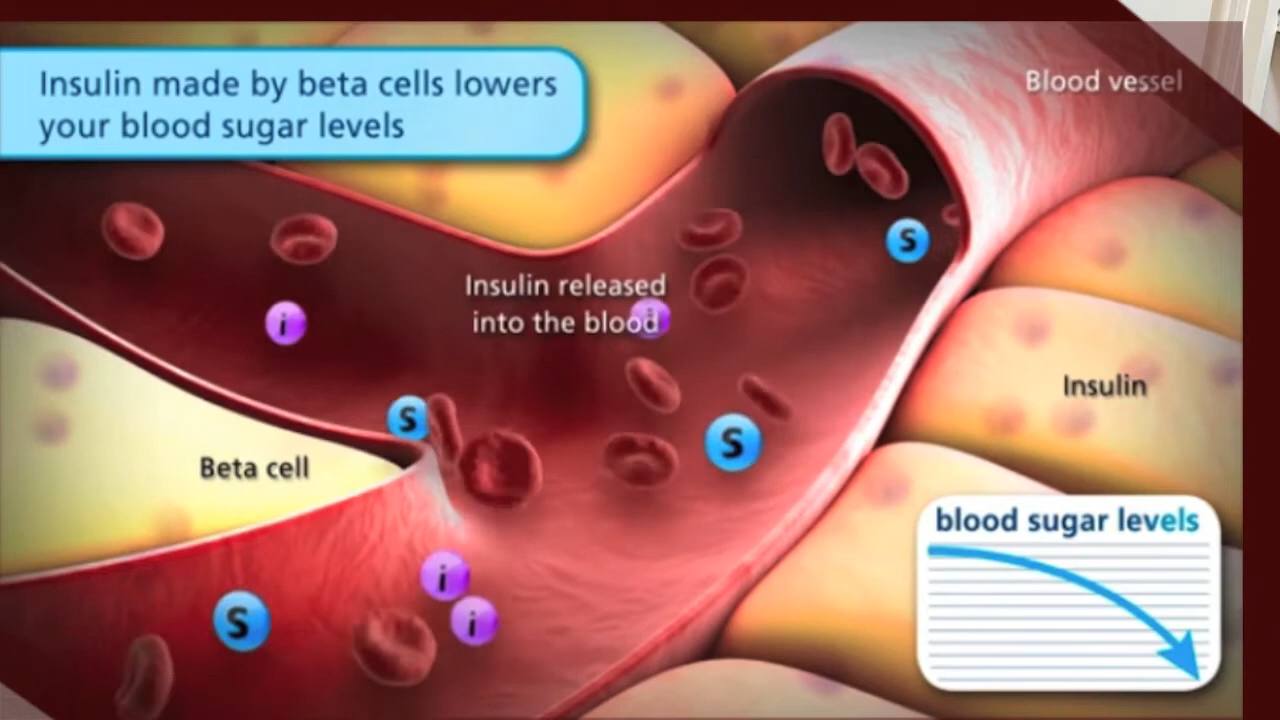 Insulin made by beta cells lowers
your blood sugar levels
Blood vessel
S
Insulin released
into the blood
i
i
S
Insulin
S
Beta cell
blood sugar levels
i
S
i